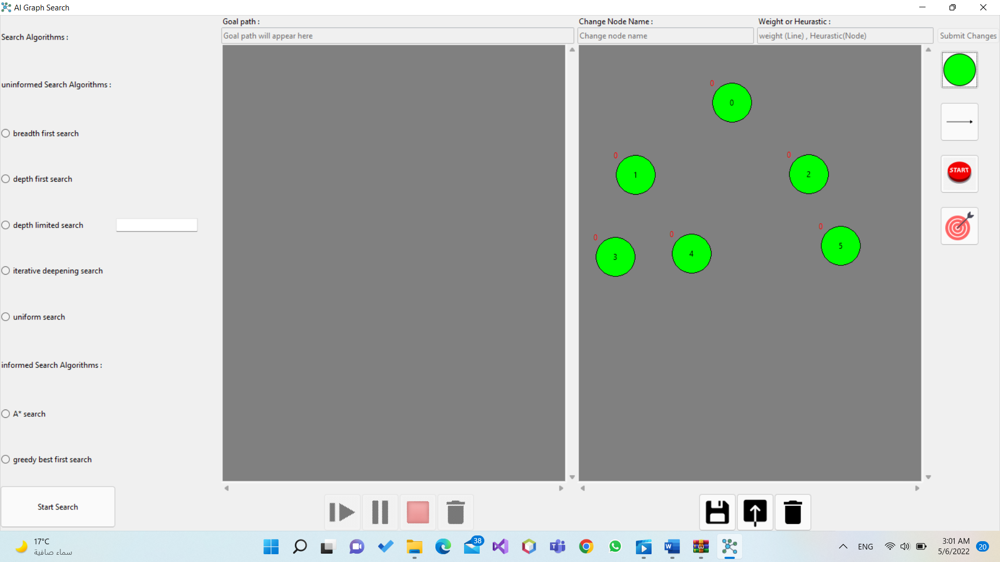 AI Graph Search
Search Algorithms :
uninformed Search Algorithms :
breadth first search
depth first search
depth limited search
iterative deepening search
uniform search
informed Search Algorithms :
A* search
greedy best first search
Start Search
Goal path :
Goal path will appear here
Change Node Name :
Change node name
Weight or Heurastic :
weight (Line) , Heurastic(Node)
Submit Changes
0
0
0
1
0
2
0
3
0
4
0
5
START
17°C
سماء صافية
38
ENG
3:01 AM
5/6/2022
20